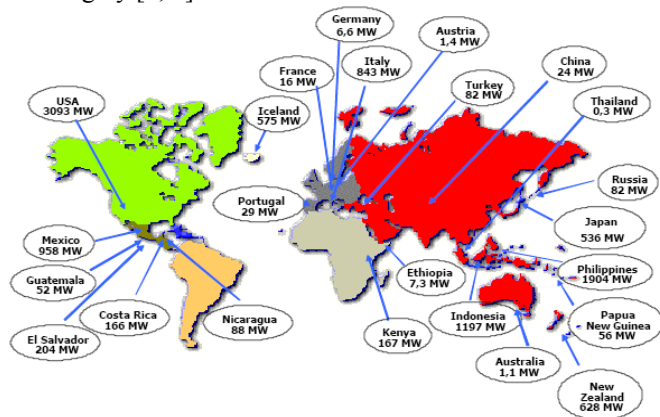 Germany
6,6 MW
Austria
1,4 MW
France
16 MW
Italy
843 MW
China
24 MW
Turkey
82 MW
USA
3093 MW
Iceland
575 MW
Thailand
0,3 MW
Russia
82 MW
Portugal
29 MW
Japan
536 MW
Mexico
958 MW
Ethiopia
7,3 MW
Philippines
1904 MW
Guatemala
52 MW
Costa Rica
166 MW
Nicaragua
88 MW
Kenya
167 MW
Indonesia
1197 MW
Papua
New Guinea
56 MW
El Salvador
204 MW
Australia
1,1 MW
New
Zealand
628 MW